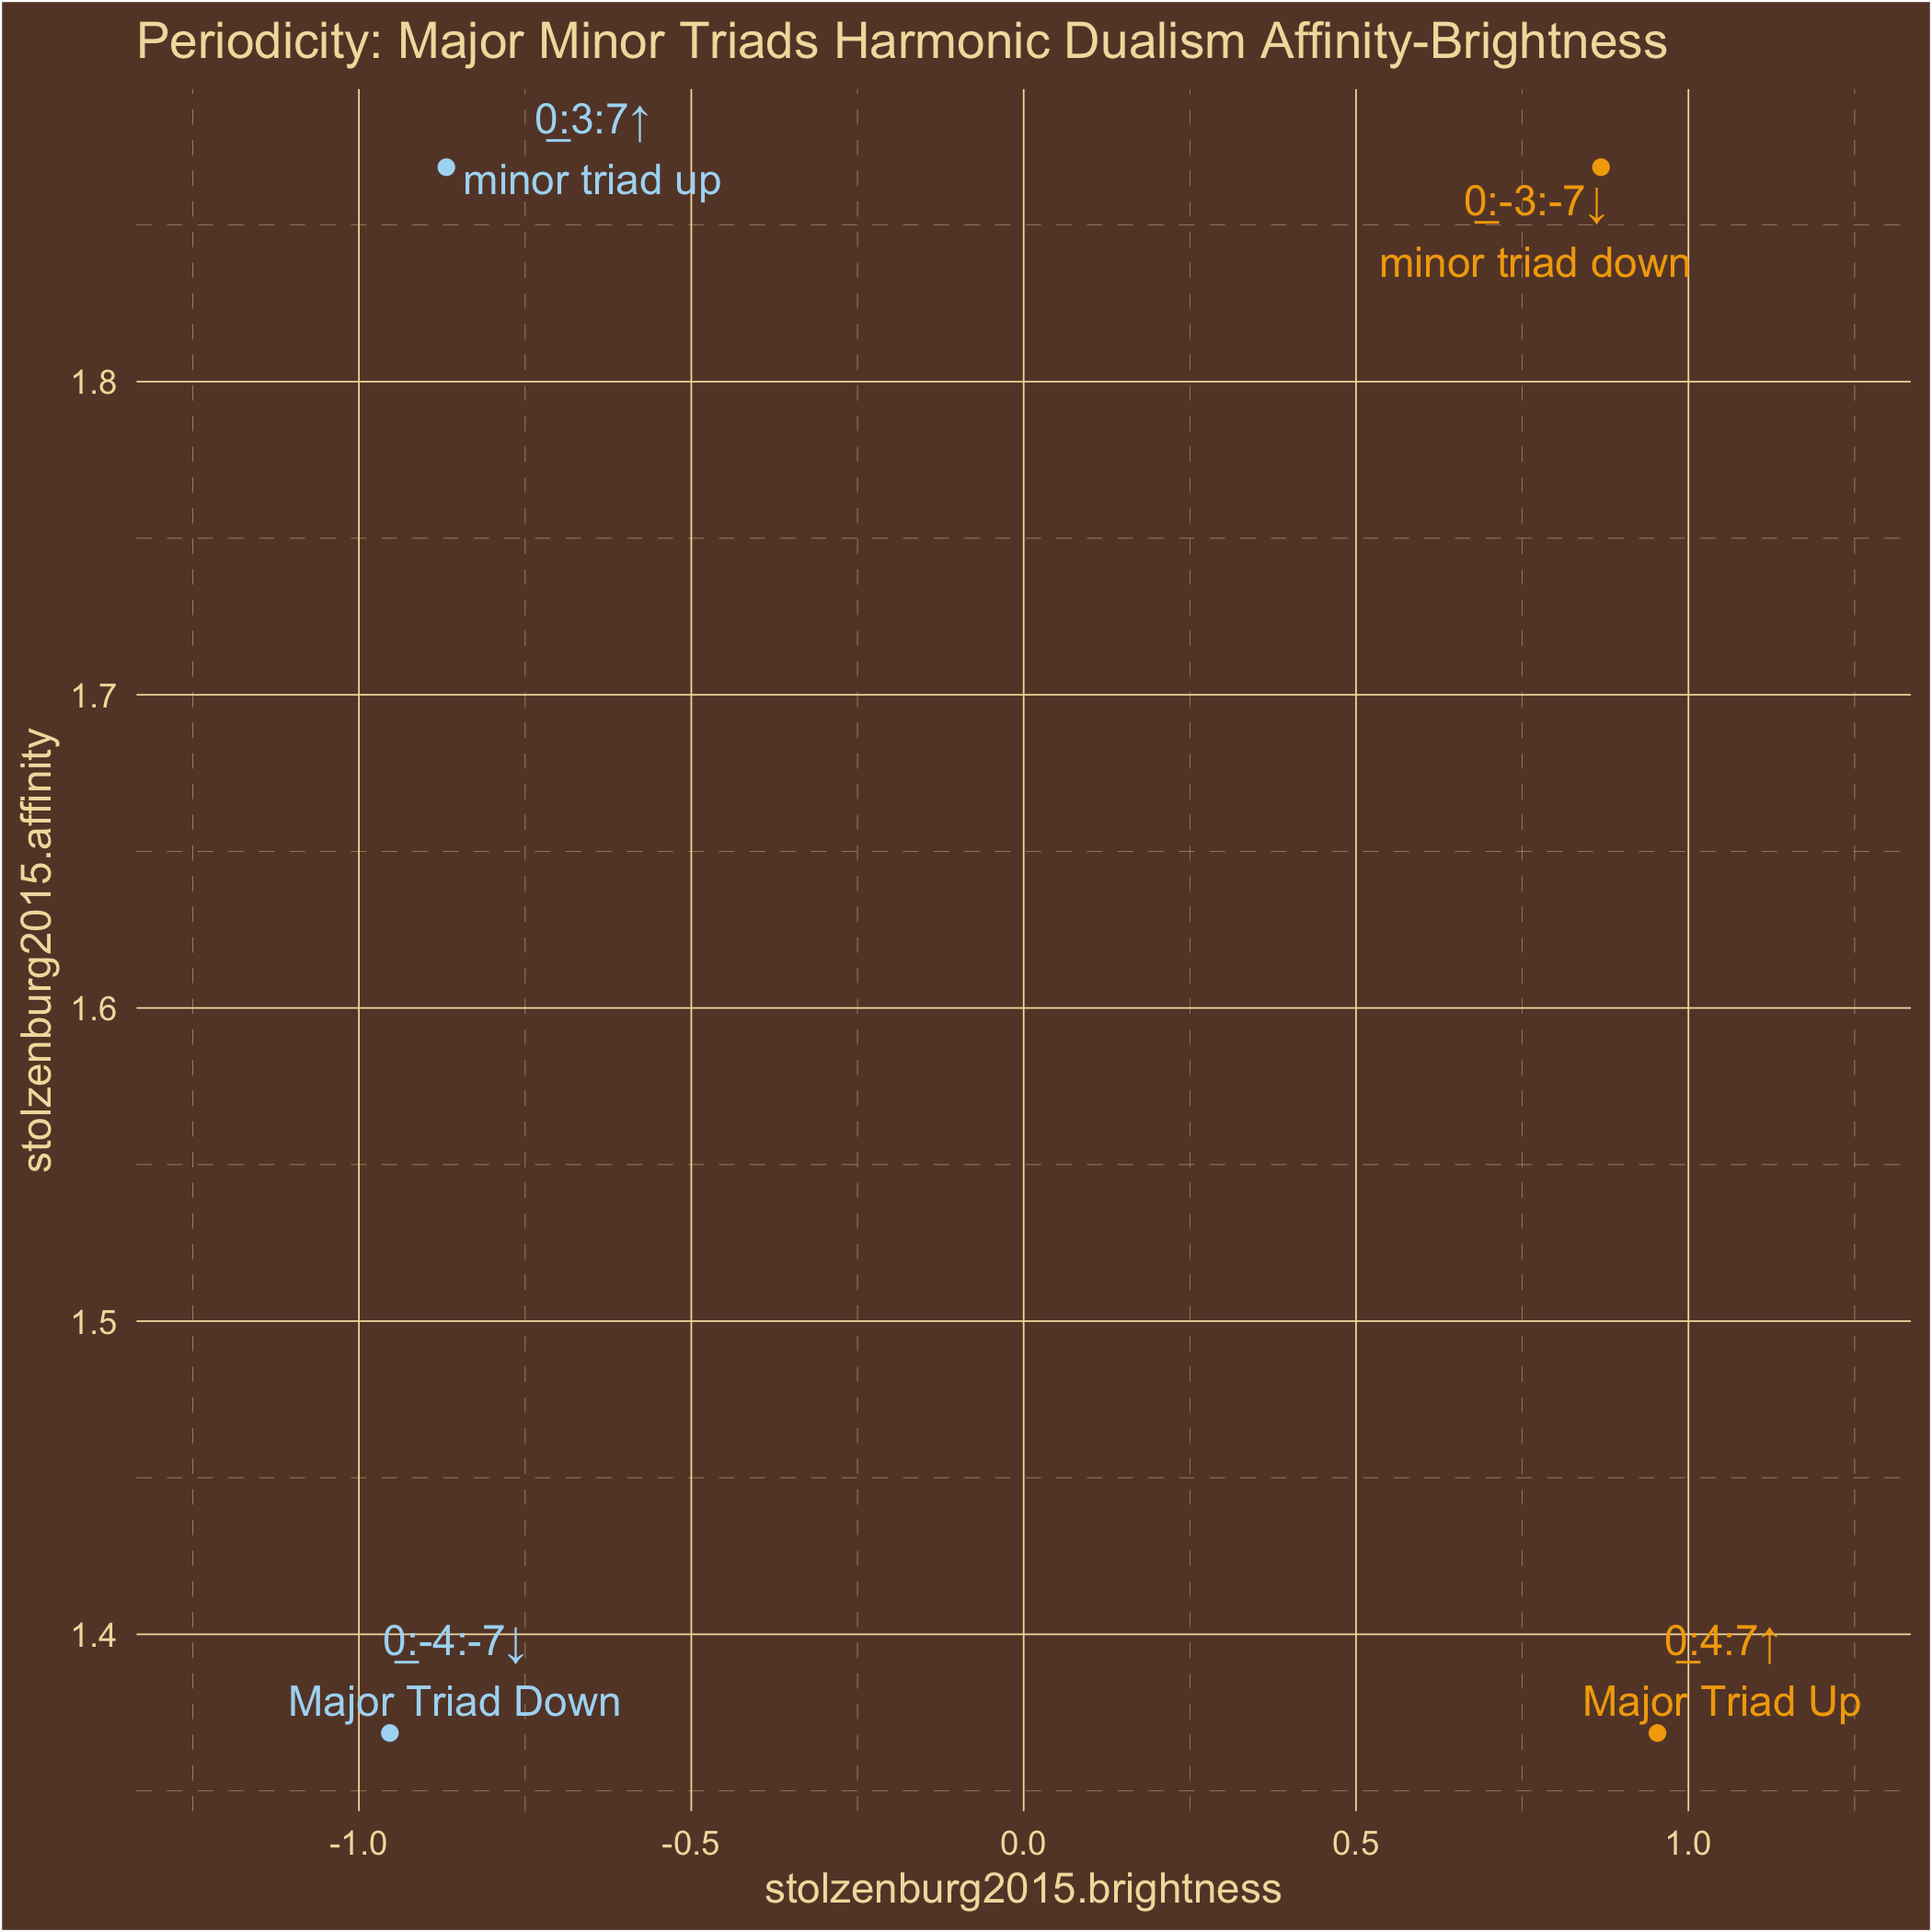 Periodicity: Major Minor Triads Harmonic Dualism Affinity-Brightness
0:3:7↑
minor triad up
0:-3:-7↓
minor triad down
1.8
1.7
1.6
1.5
1.4
stolzenburg2015.affinity
0:-4:-7↓
Major Triad Down
0:4:7↑
Major Triad Up
-1.0
-0.5
0.0
0.5
1.0
stolzenburg2015.brightness